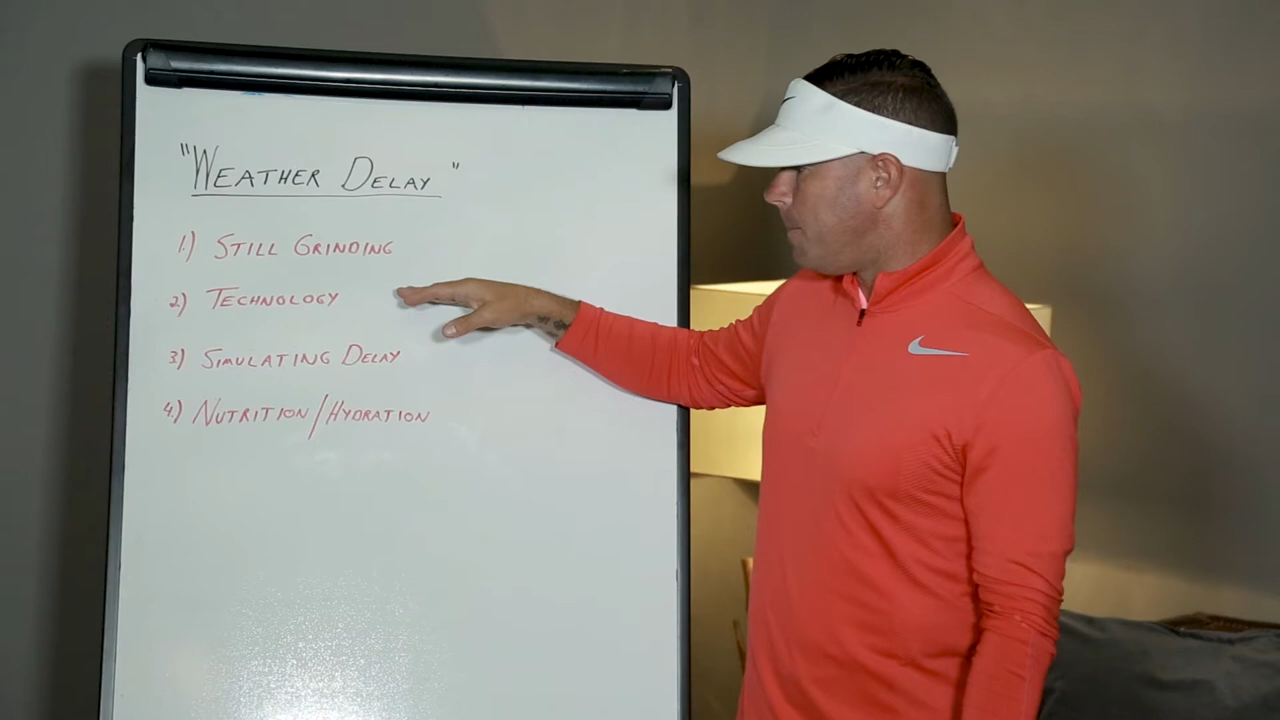 "WEATHER DELAY"
1.) STILL GRINDING
2) TECHNOLOGY
3) SIMULATING DELAY
4.) NUTRITION/HYDRATION